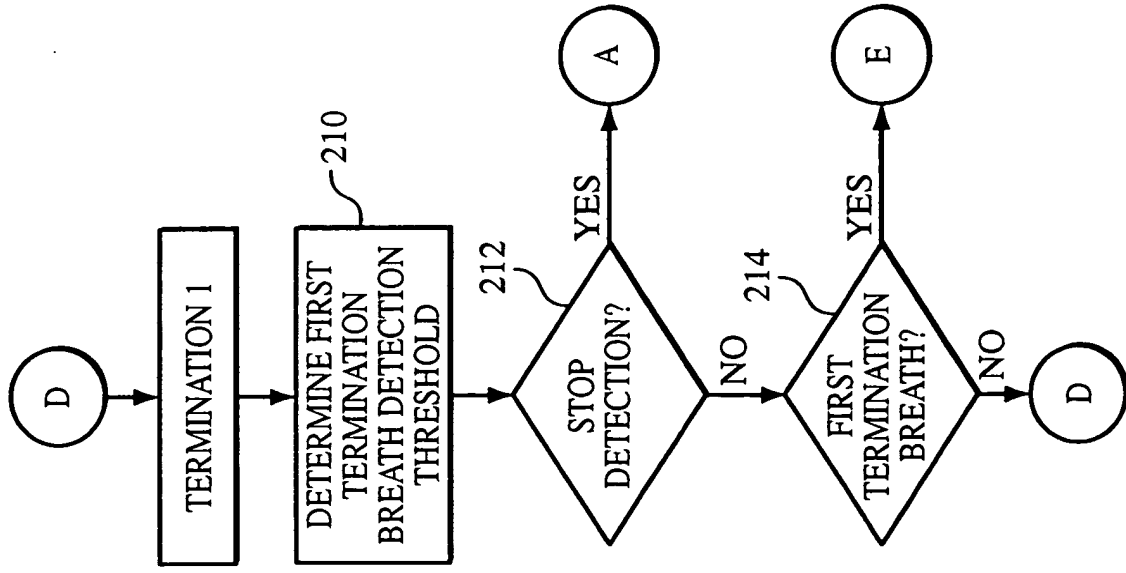 D
TERMINATION 1
210
DETERMINE FIRST
TERMINATION
BREATH DETECTION
THRESHOLD
212
STOP
DETECTION?
YES
A
NO
214
FIRST
TERMINATION
BREATH?
YES
E
NO
D